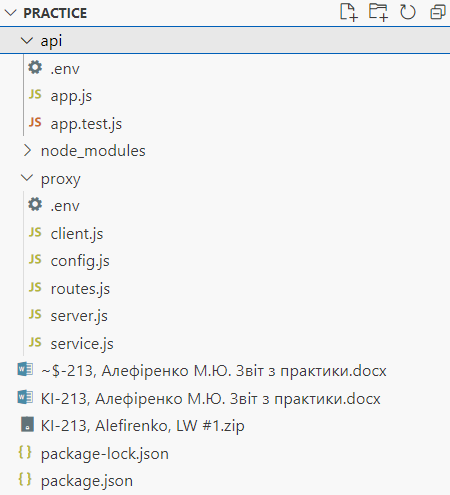 PRACTICE
api
.env
JS app.js
JS app.test.js
node_modules
proxy
.env
JS client.js
JS config.js
JS routes.js
JS server.js
JS service.js
~$-213, Алефіренко М.Ю. Звіт з практики.docx
КІ-213, Алефіренко М.Ю. Звіт з практики.docx
KI-213, Alefirenko, LW #1.zip
{} package-lock.json
{} package.json